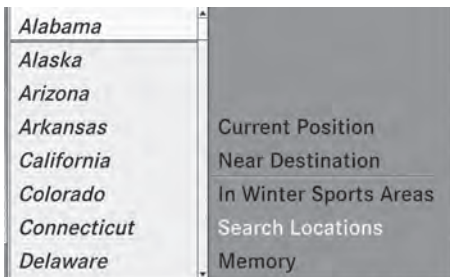 Alabama
Alaska
Arizona
Arkansas
California
Colorado
Connecticut
Delaware
Current Position
Near Destination
In Winter Sports Areas
Search Locations
Memory